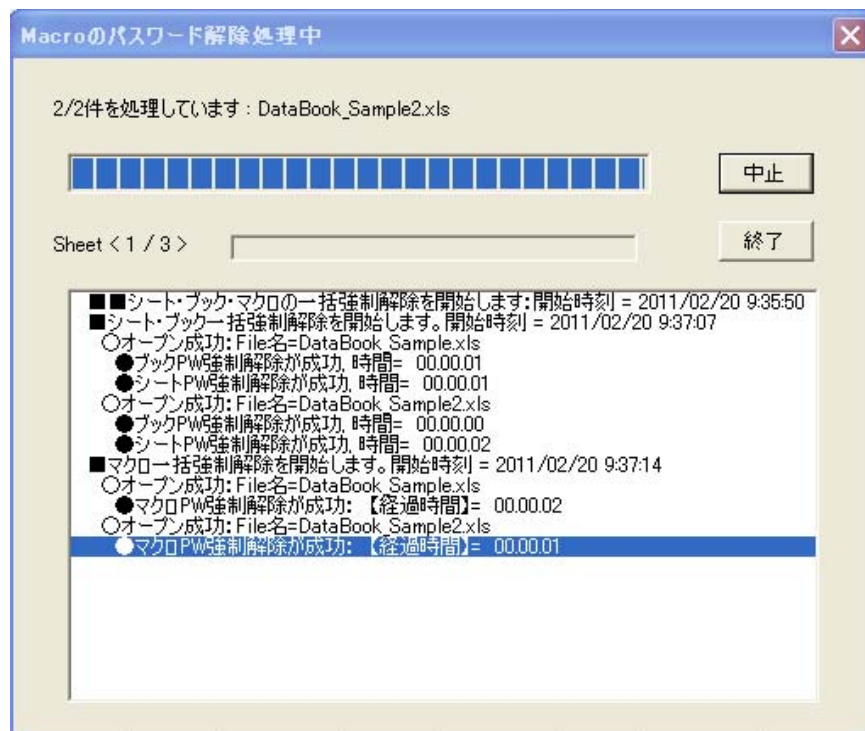 Macroのパスワード解除処理中
2/2件を処理しています : DataBook_Sample2.xls
中止
Sheet < 1 / 3 >
終了
■■シート・ブック・マクロの一括強制解除を開始します:開始時刻 = 2011/02/20 9:35:50
■シート・ブック一括強制解除を開始します。開始時刻 = 2011/02/20 9:37:07
○オープン成功: File名=DataBook_Sample.xls
●ブックPW強制解除が成功, 時間= 00.00.01
●シートPW強制解除が成功, 時間= 00.00.01
○オープン成功: File名=DataBook_Sample2.xls
●ブックPW強制解除が成功, 時間= 00.00.00
●シートPW強制解除が成功, 時間= 00.00.02
■マクロ一括強制解除を開始します。開始時刻 = 2011/02/20 9:37:14
○オープン成功: File名=DataBook_Sample.xls
●マクロPW強制解除が成功: 【経過時間】= 00.00.02
○オープン成功: File名=DataBook_Sample2.xls
●マクロPW強制解除が成功: 【経過時間】= 00.00.01